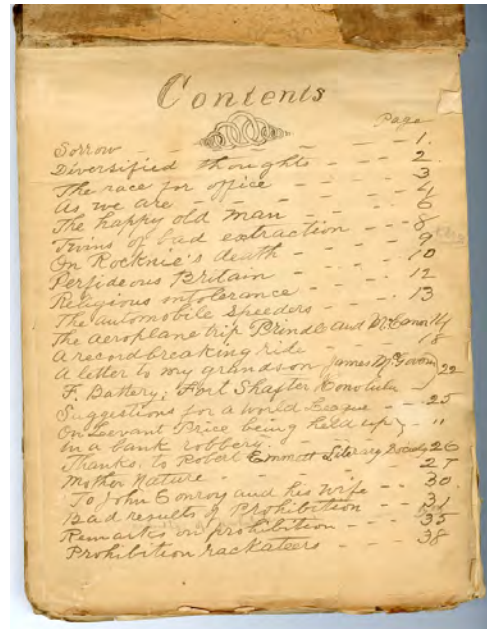 Contents
Page
Sorrow - - - - - - 1.
Diversified thoughts - - - - 2
The race for office - - - - 3
As we are - - - - - - 4
The happy old man - - - - 6
Twins of bad extraction - - - 8
On Rocknie's death - - - - 9
Perfideous Britain - - - - 10
Religious intolerance - - - - 12
The automobile speeders - - - 13
The aeroplane trip Brindl and 14
A record breaking ride - - - 18
A letter to my grandson James McGovern
F. Battery; Fort Shafter Honolulu - 22
Suggestions for a World League - - 25
On Leevant Price being held up - "
in a bank robbery.
Thanks, to Robert Emmott Literary Society 26
Mother Nature - - - - - 27
To John Conroy and his wife - - 30
Bad results of Prohibition - - - 31
Remarks on prohibition - - - 35
Prohibition rackateers - - - 38